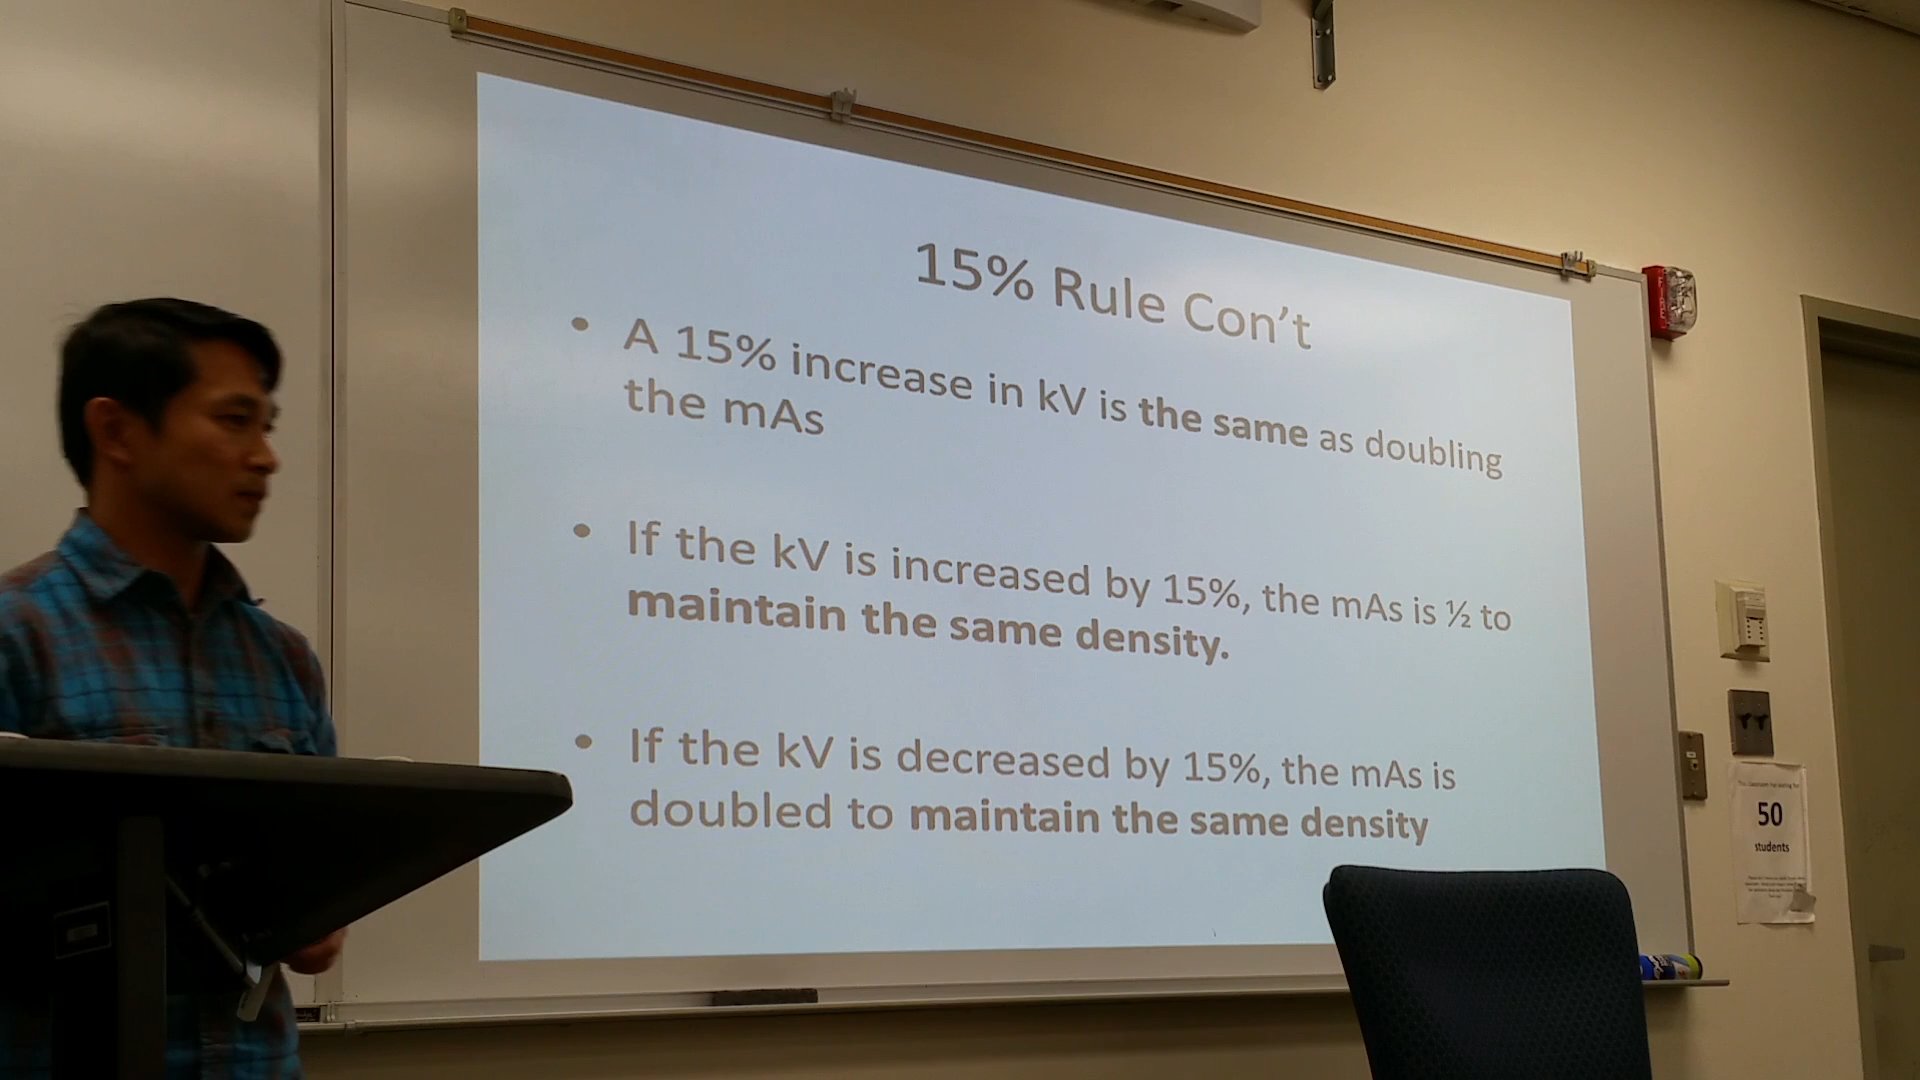 15% Rule Con't
• A 15% increase in kV is the same as doubling
the mAs
• If the kV is increased by 15%, the mAs is ½ to
maintain the same density.
• If the kV is decreased by 15%, the mAs is
doubled to maintain the same density
FIRE
50
students